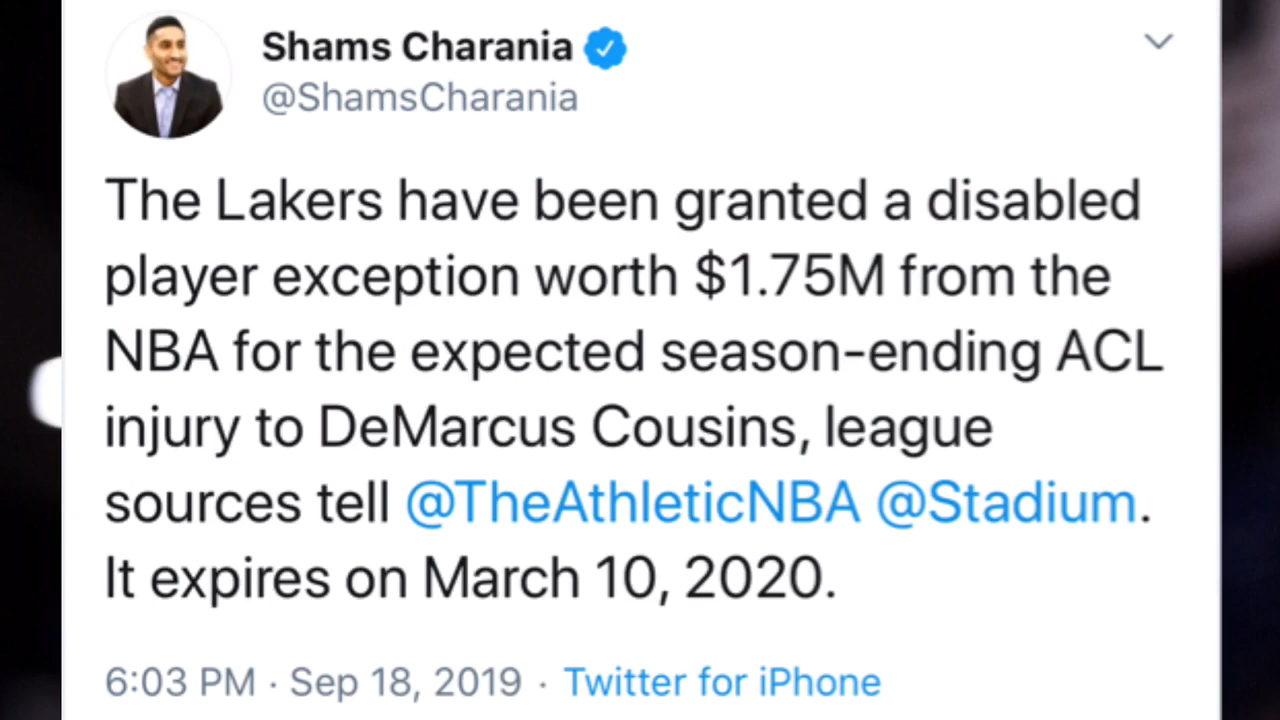 Shams Charania
@ShamsCharania
The Lakers have been granted a disabled
player exception worth $1.75M from the
NBA for the expected season-ending ACL
injury to DeMarcus Cousins, league
sources tell @TheAthleticNBA @Stadium.
It expires on March 10, 2020.
6:03 PM · Sep 18, 2019 · Twitter for iPhone